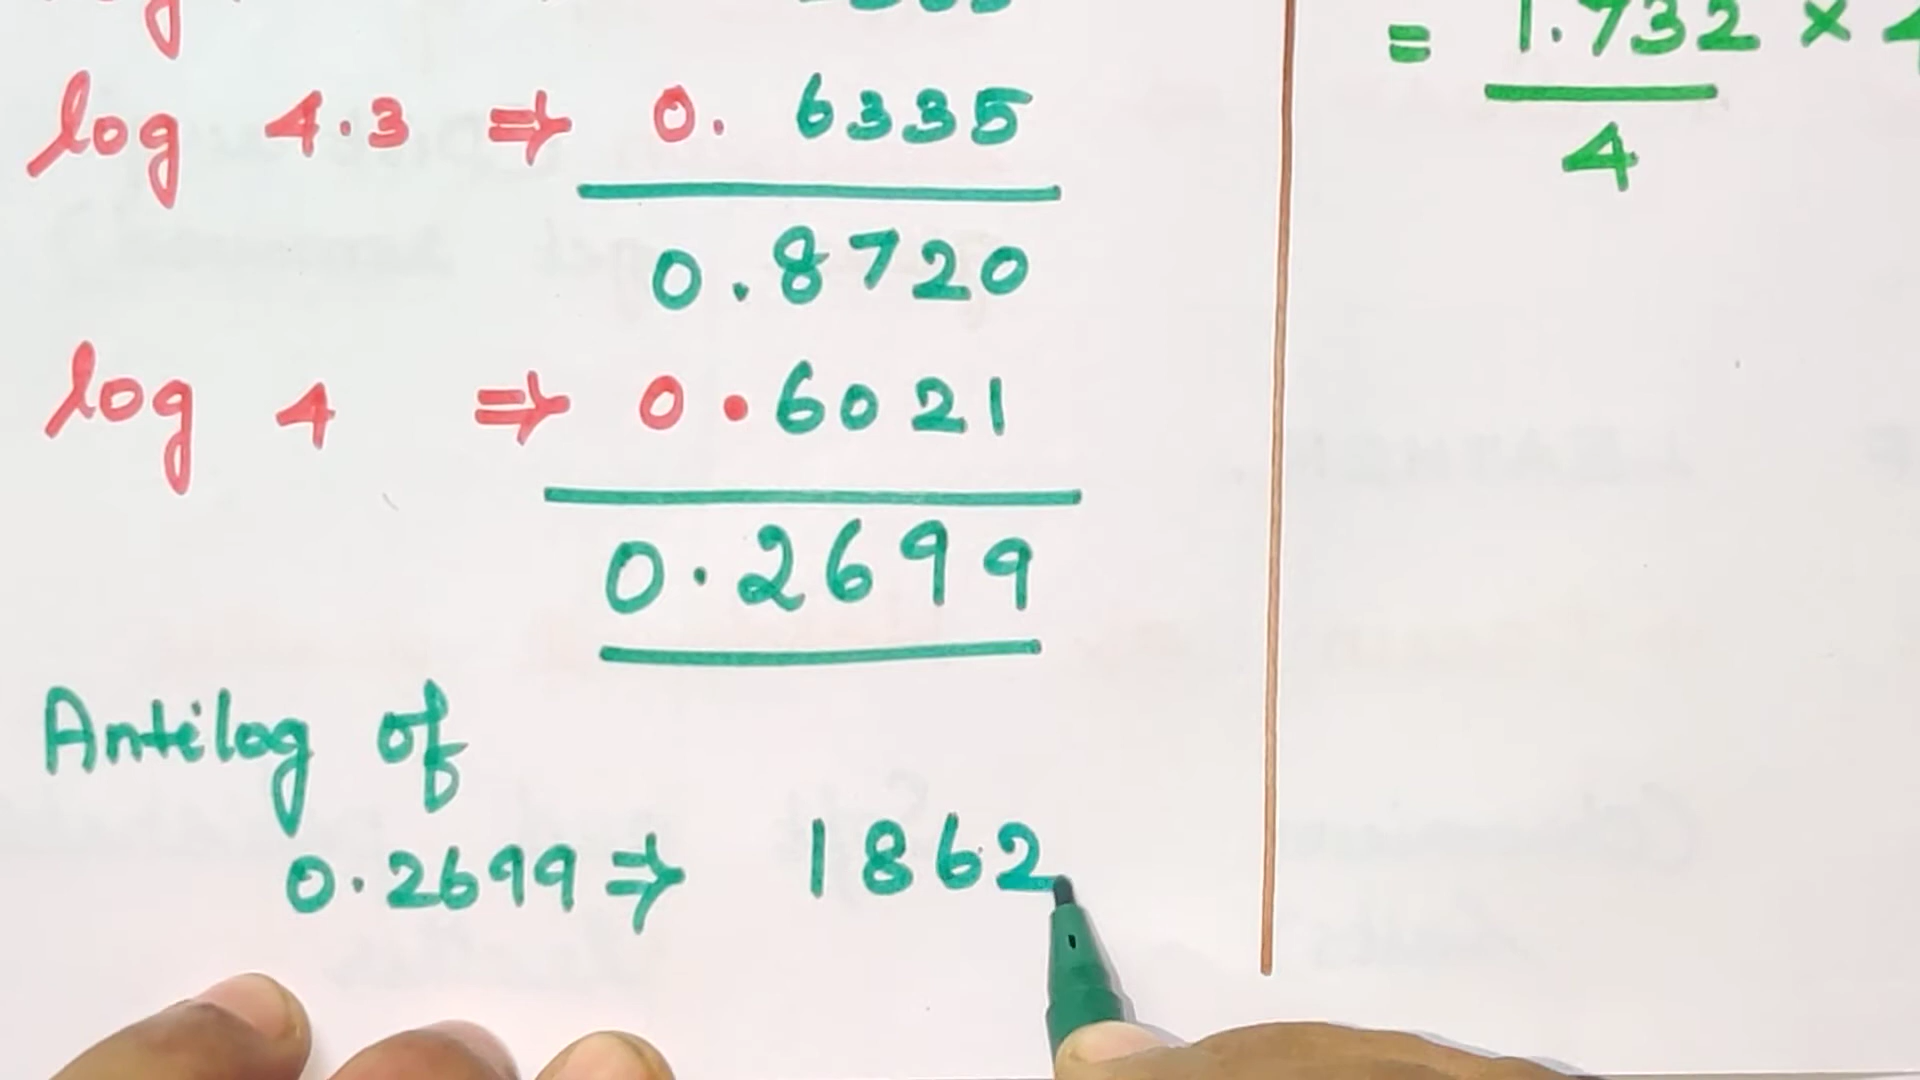 log
log 4.3 ⇒ 0.6335
0.8720
log 4 ⇒ 0.6021
0.2699
Antilog of
0.2699 ⇒ 1862
= 1.732 ×
4